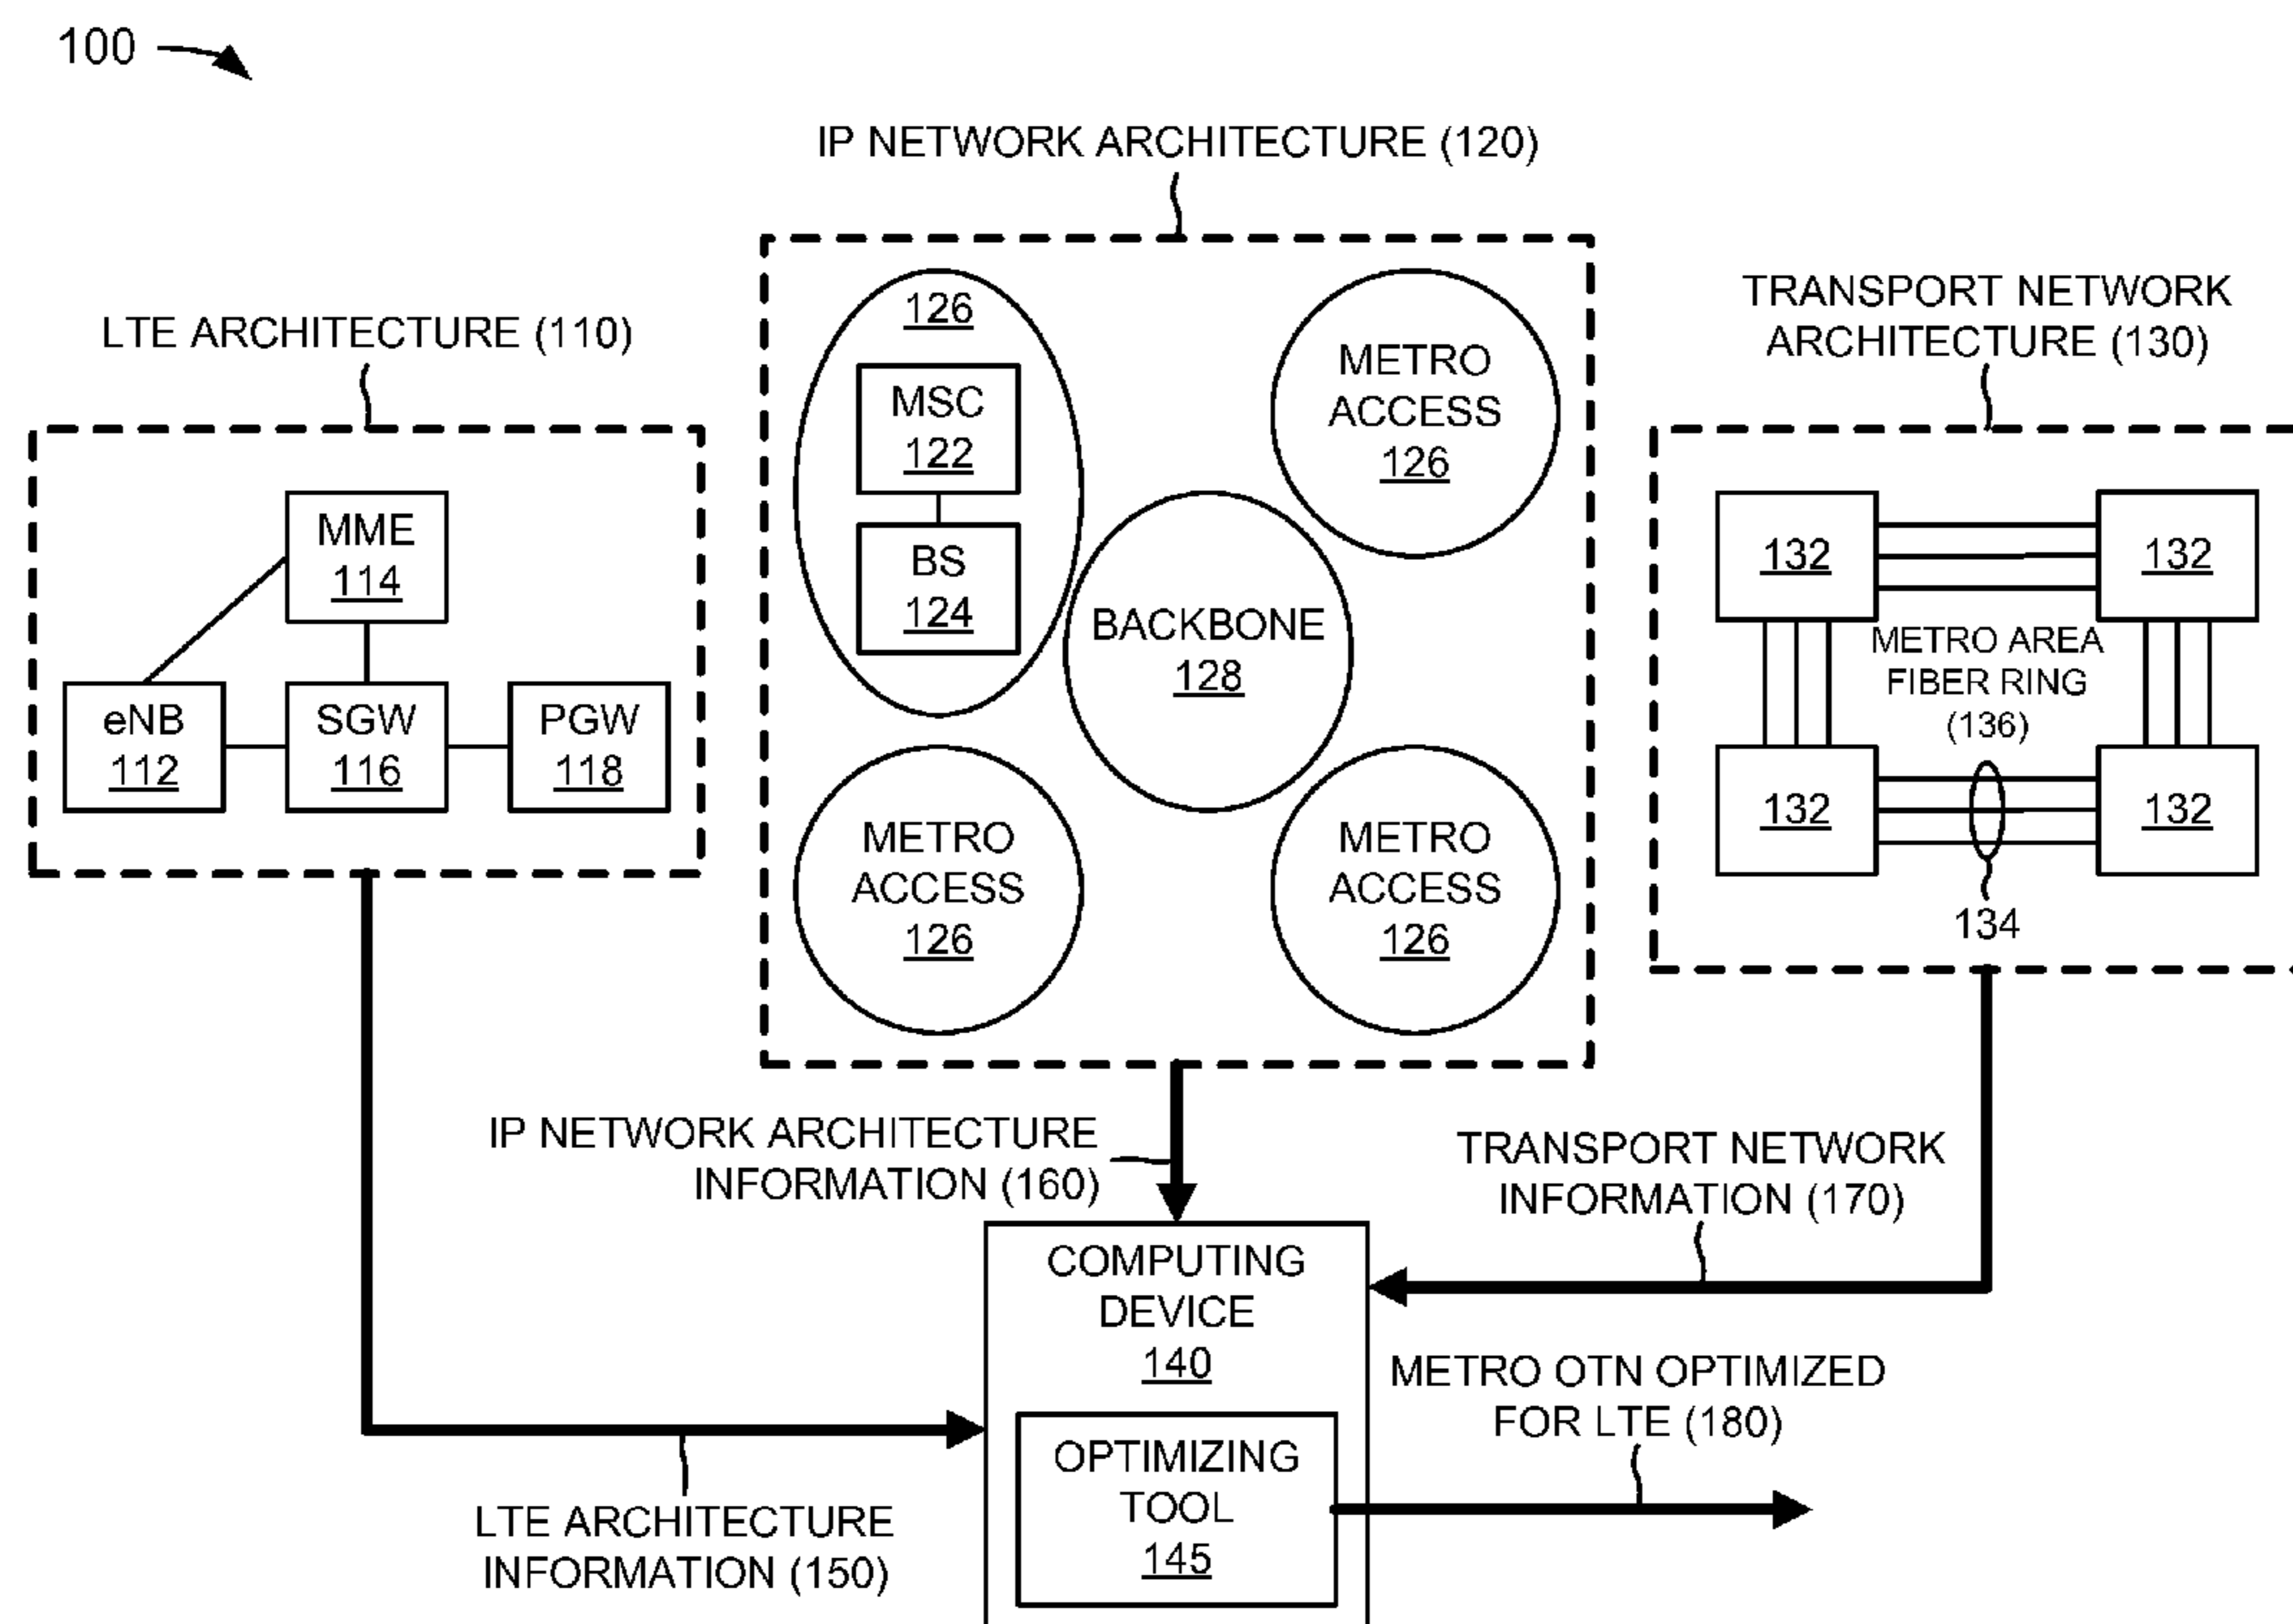 100
IP NETWORK ARCHITECTURE (120)
LTE ARCHITECTURE (110)
TRANSPORT NETWORK
ARCHITECTURE (130)
MME
114
eNB
112
SGW
116
PGW
118
126
MSC
122
BS
124
METRO
ACCESS
126
BACKBONE
128
METRO
ACCESS
126
METRO
ACCESS
126
132
132
METRO AREA
FIBER RING
(136)
132
132
134
IP NETWORK ARCHITECTURE
INFORMATION (160)
TRANSPORT NETWORK
INFORMATION (170)
COMPUTING
DEVICE
140
METRO OTN OPTIMIZED
FOR LTE (180)
OPTIMIZING
TOOL
145
LTE ARCHITECTURE
INFORMATION (150)